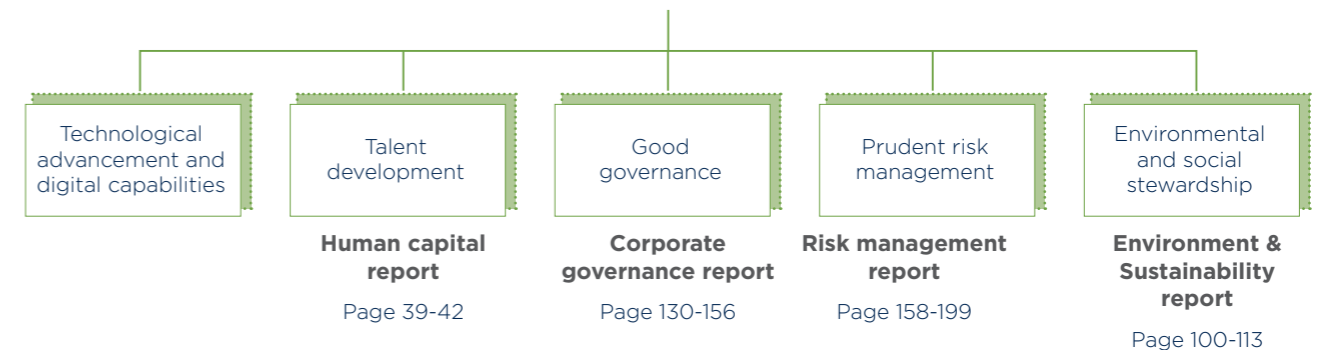 Technological
advancement and
digital capabilities
Talent
development
Human capital
report
Page 39-42
Good
governance
Corporate
governance report
Page 130-156
Prudent risk
management
Risk management
report
Page 158-199
Environmental
and social
stewardship
Environment &
Sustainability
report
Page 100-113